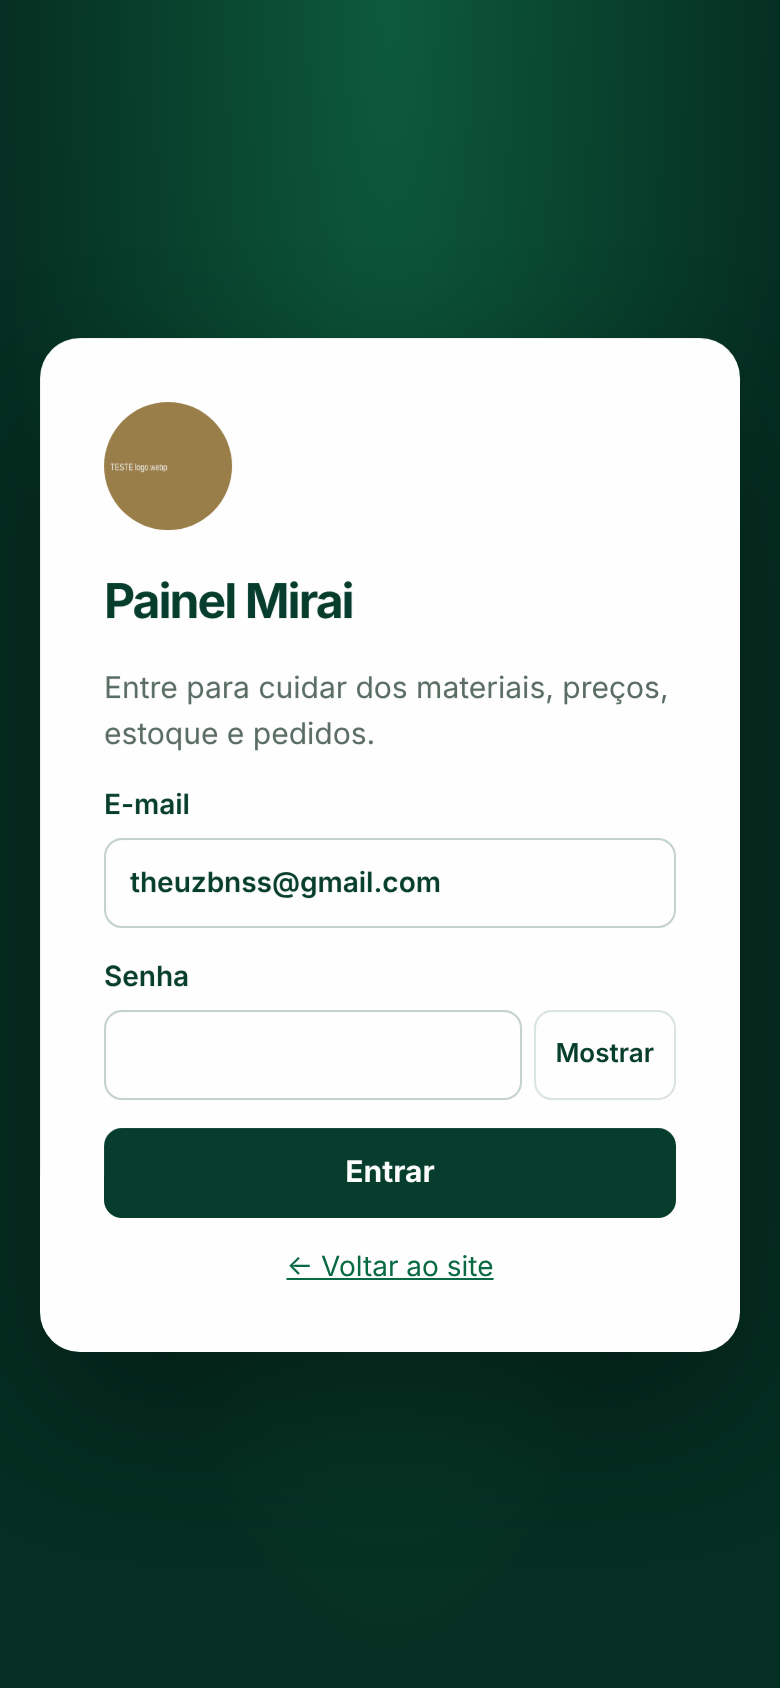 TESTE logo.webp
Painel Mirai
Entre para cuidar dos materiais, preços,
estoque e pedidos.
E-mail
theuzbnss@gmail.com
Senha
Mostrar
Entrar
← Voltar ao site